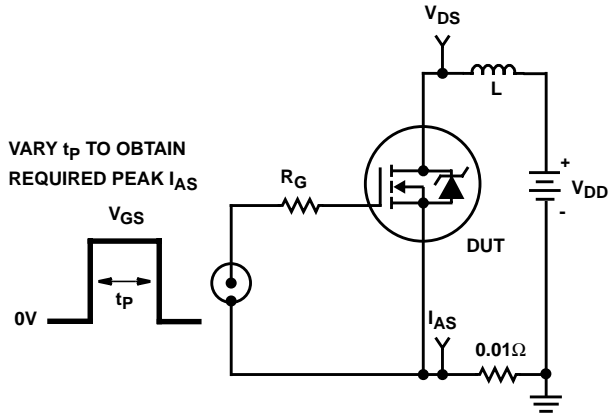 VDS
L
VARY tP TO OBTAIN
REQUIRED PEAK IAS
RG
+
VDD
-
VGS
DUT
tP
0V
IAS
0.01Ω